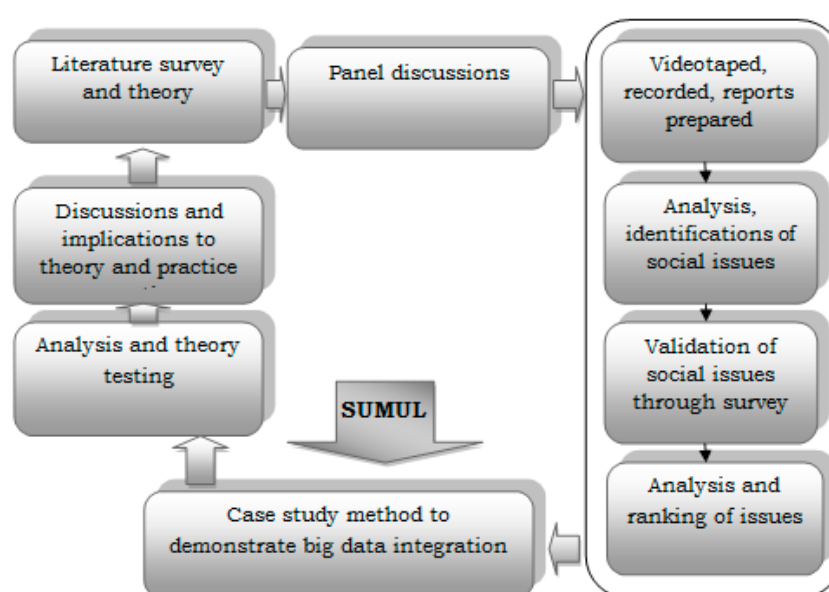 Literature survey
and theory
Panel discussions
Videotaped,
recorded, reports
prepared
Analysis,
identifications of
social issues
Validation of
social issues
through survey
Analysis and
ranking of issues
SUMUL
Case study method to
demonstrate big data integration
Analysis and theory
testing
Discussions and
implications to
theory and practice